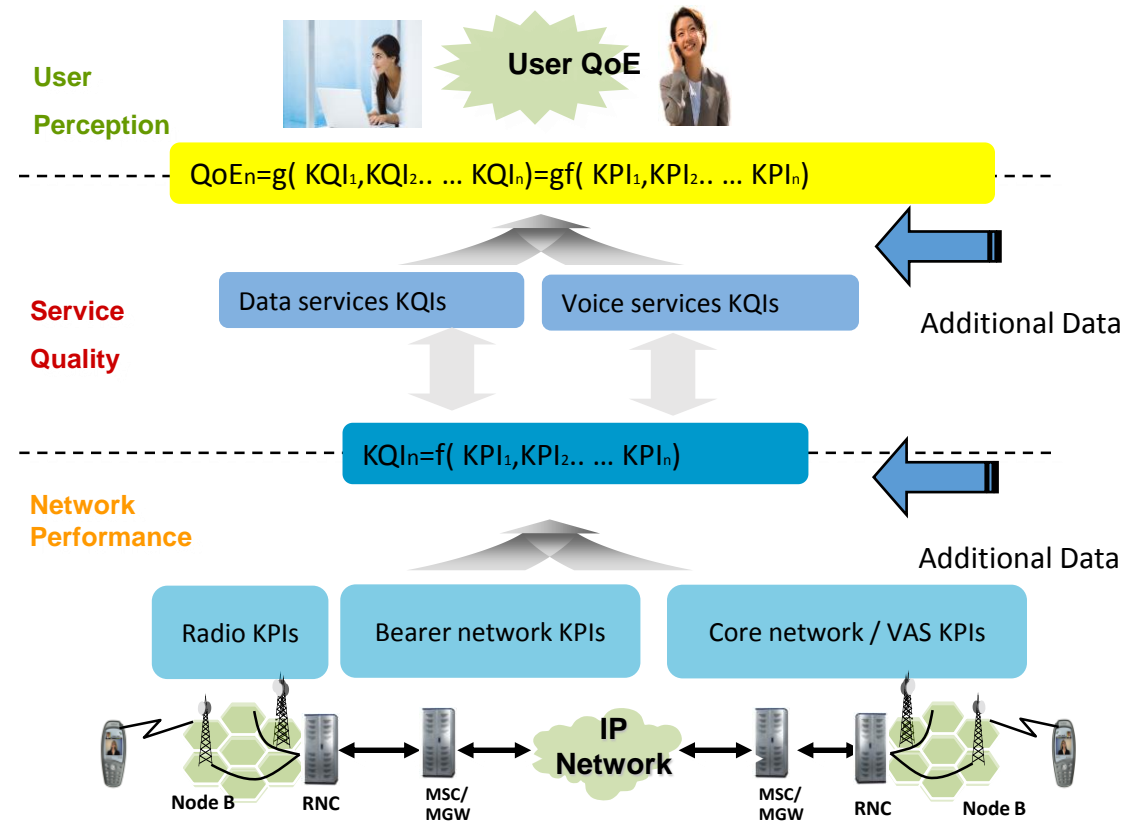 User QoE
User
Perception
QoEn=g( KQI₁,KQI₂.. ... KQIₙ)=gf( KPI₁,KPI₂.. ... KPIₙ)
Data services KQIs
Voice services KQIs
Service
Quality
Additional Data
KQIn=f( KPI₁,KPI₂.. ... KPIₙ)
Network
Performance
Additional Data
Radio KPIs
Bearer network KPIs
Core network / VAS KPIs
IP
Network
Node B
RNC
MSC/
MGW
MSC/
MGW
RNC
Node B